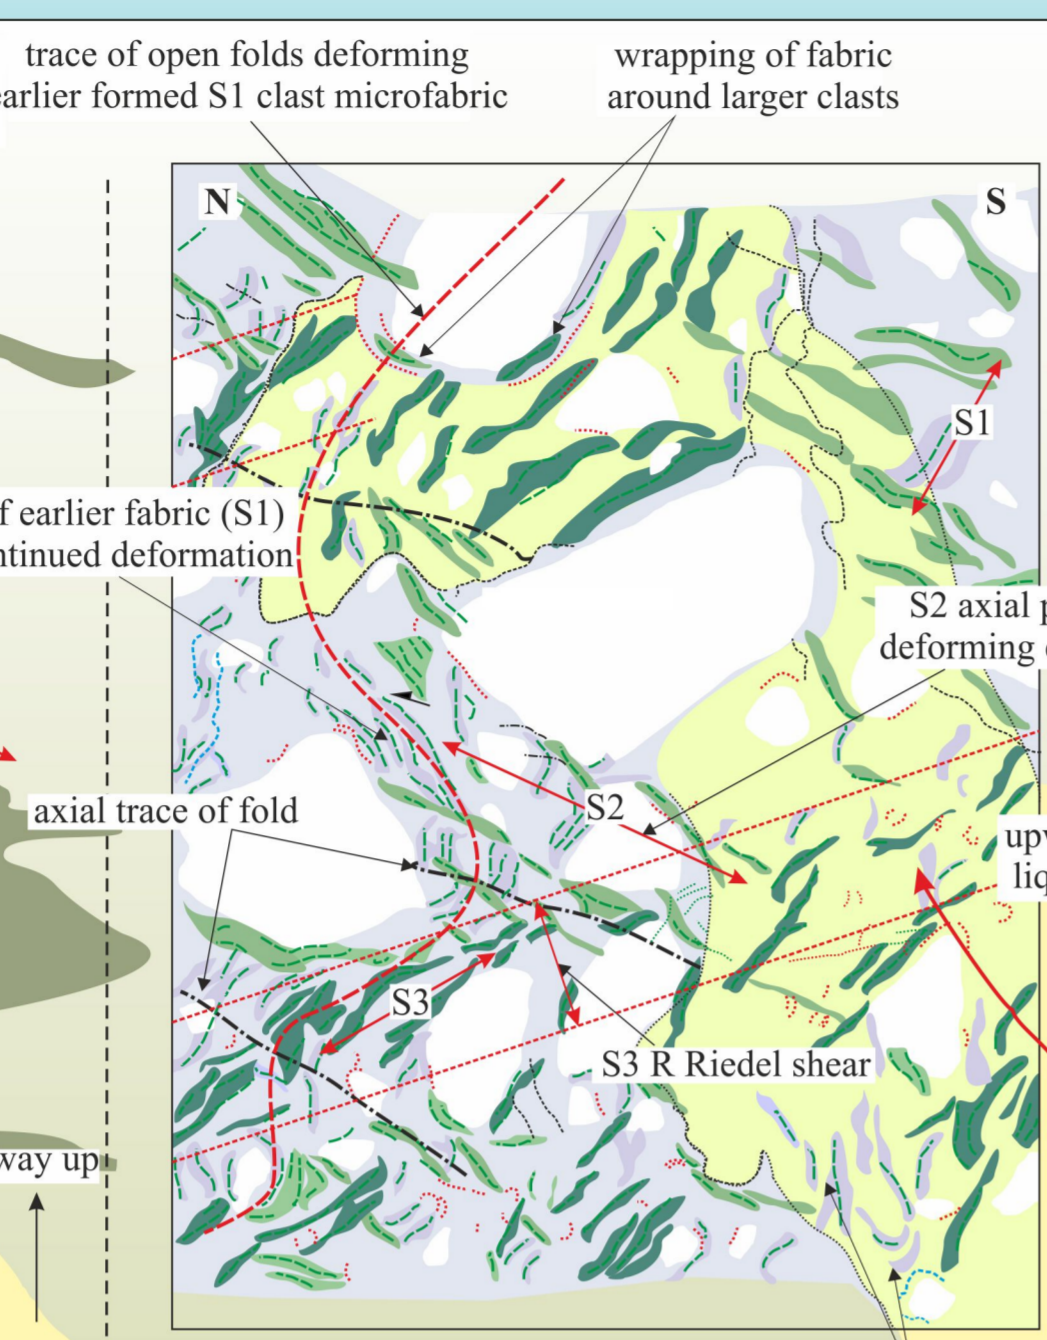 trace of open folds deforming
earlier formed S1 clast microfabric
wrapping of fabric
around larger clasts
N
S
S1
of earlier fabric (S1)
deformation
S2 axial
deforming
S2
axial trace of fold
S3
S3 R Riedel shear
way up